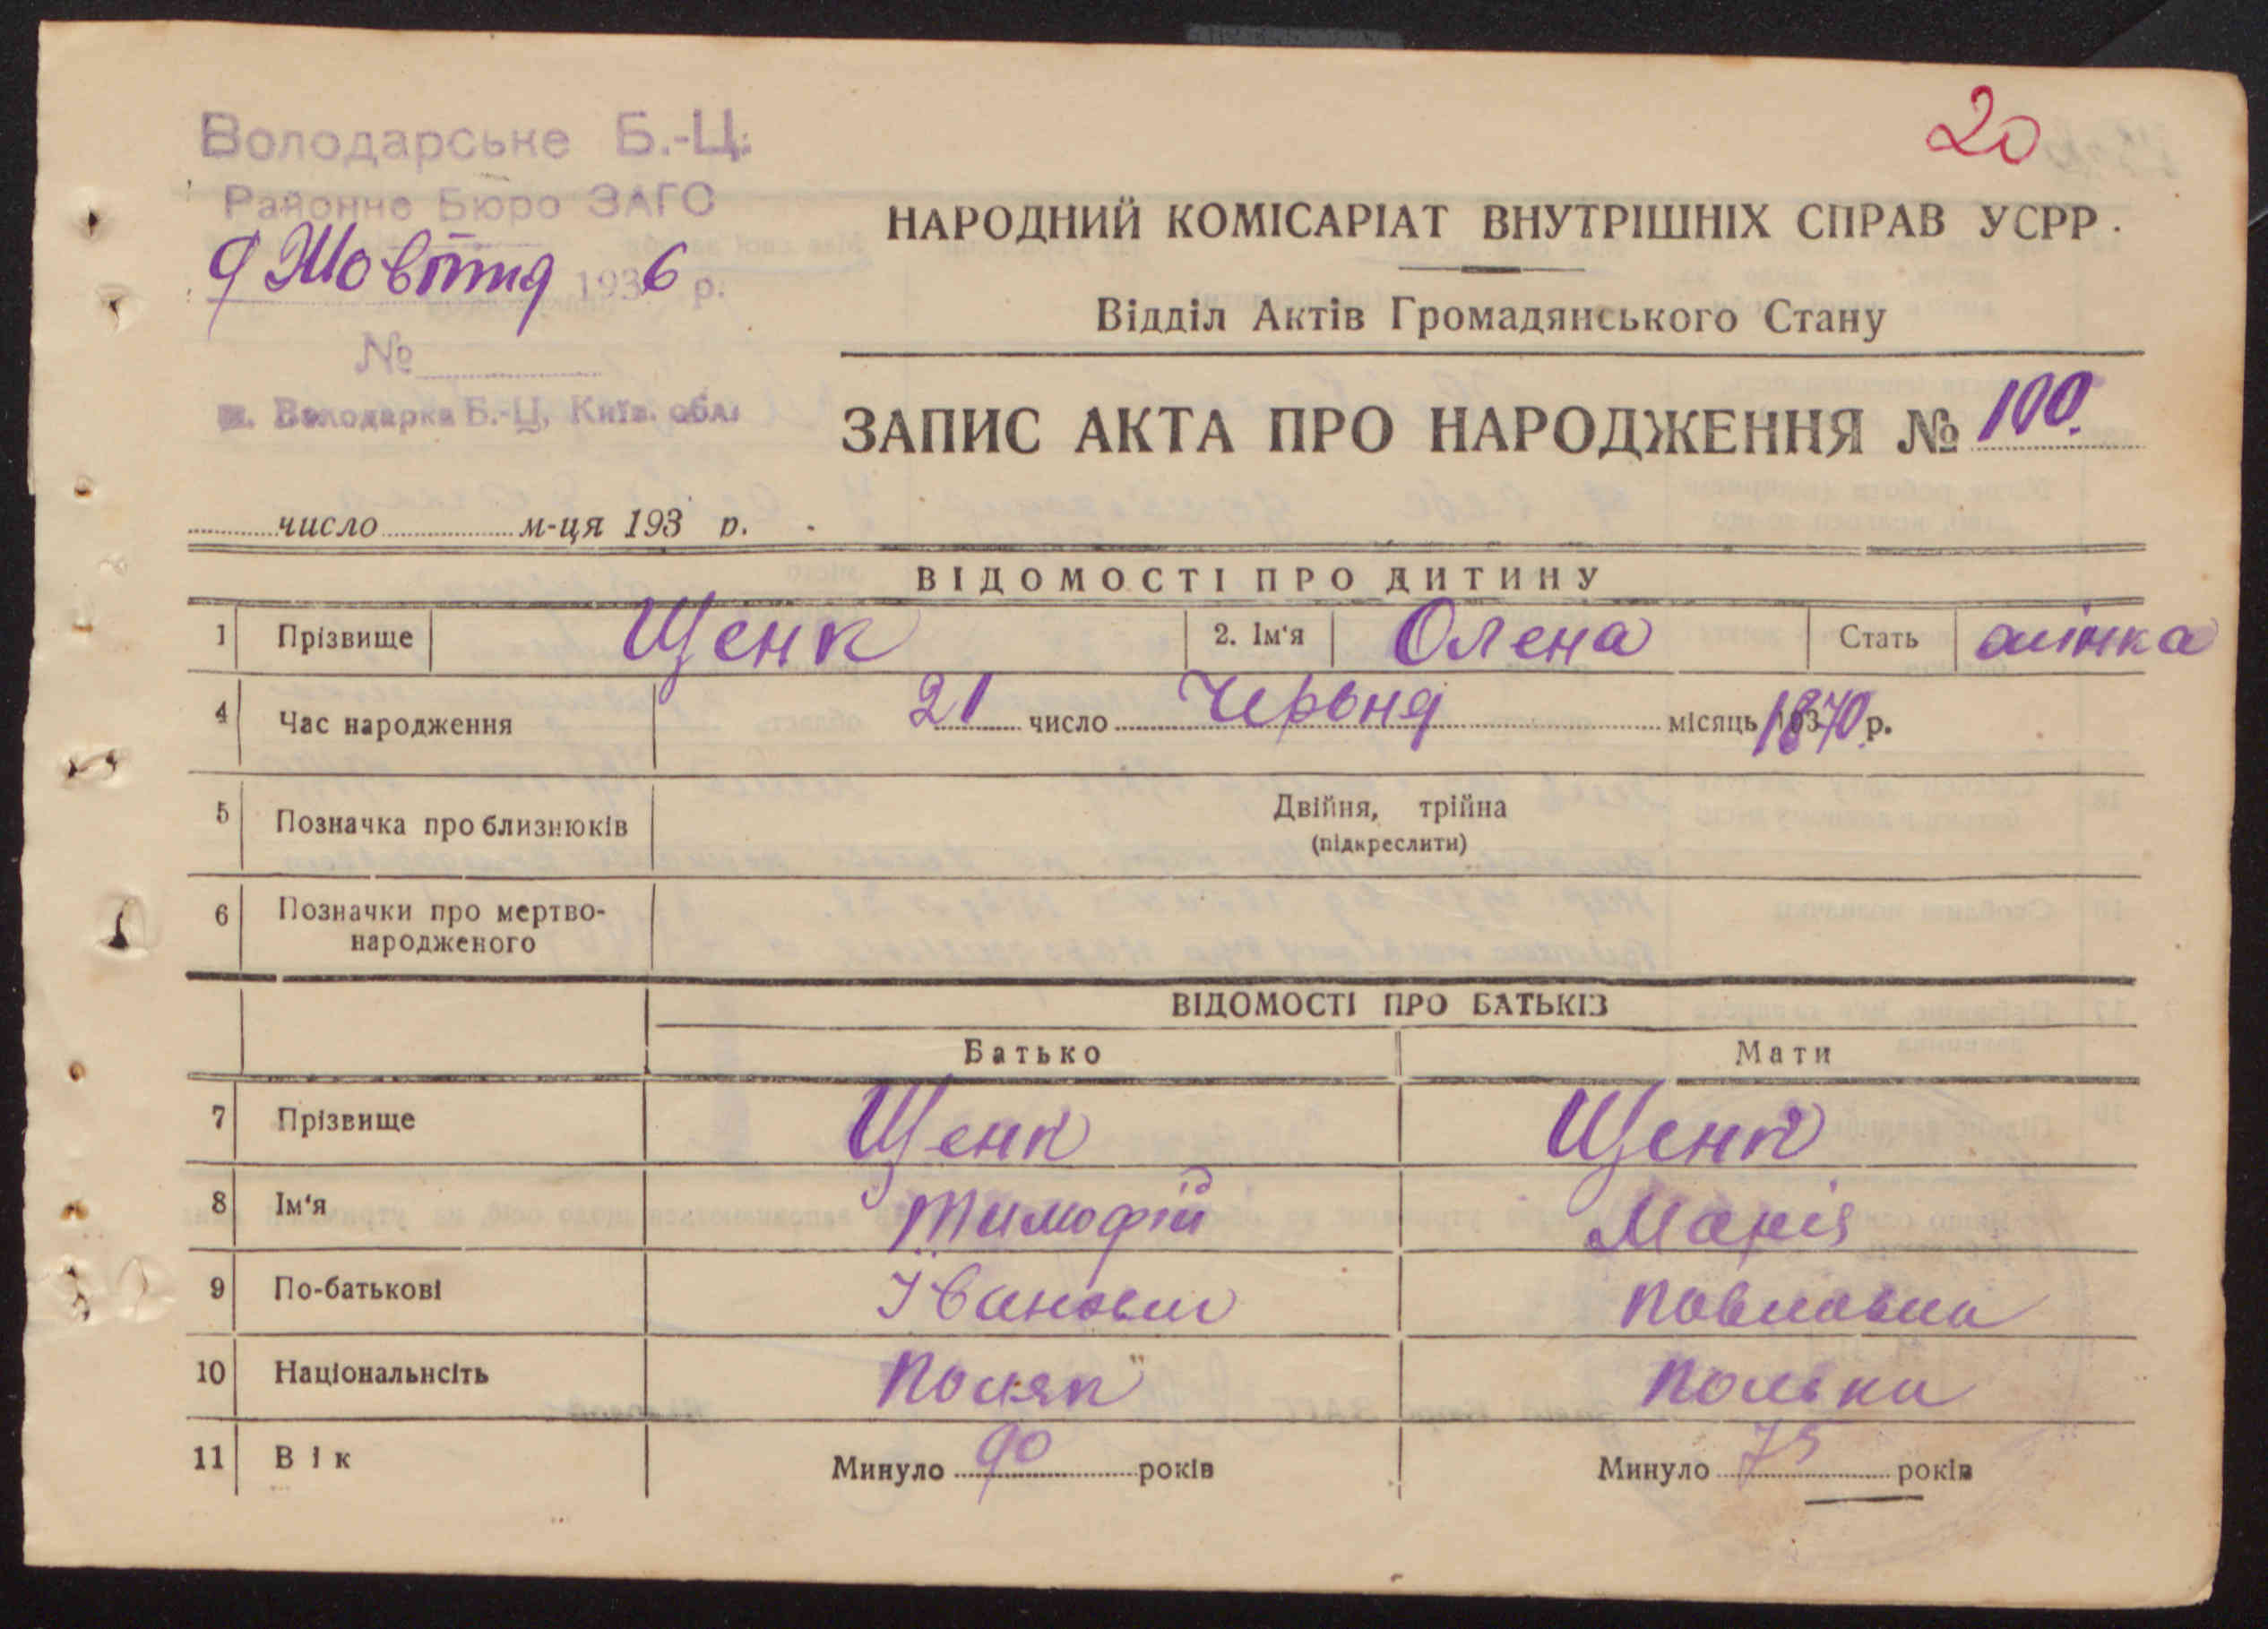 20
Володарське Б.-Ц.
Районне Бюро ЗАГС
9 Жовтня 1936 р.
№
м. Володарка Б.-Ц, Київ. обл.
НАРОДНИЙ КОМІСАРІАТ ВНУТРІШНІХ СПРАВ УСРР.
Відділ Актів Громадянського Стану
ЗАПИС АКТА ПРО НАРОДЖЕННЯ № 100.
число м-ця 193 р.
ВІДОМОСТІ ПРО ДИТИНУ
1 Прізвище Щенк 2. Ім'я Олена Стать жінка
4 Час народження 21 число Червня місяць 1870 р.
5 Позначка про близнюків Двійня, трійна
(підкреслити)
6 Позначки про мертво-
народженого
ВІДОМОСТІ ПРО БАТЬКІВ
Батько Мати
7 Прізвище Щенк Щенк
8 Ім'я Тимофій Марія
9 По-батькові Іванович Павловна
10 Національнсіть Поляк Полька
11 Вік Минуло 90 років Минуло 75 років